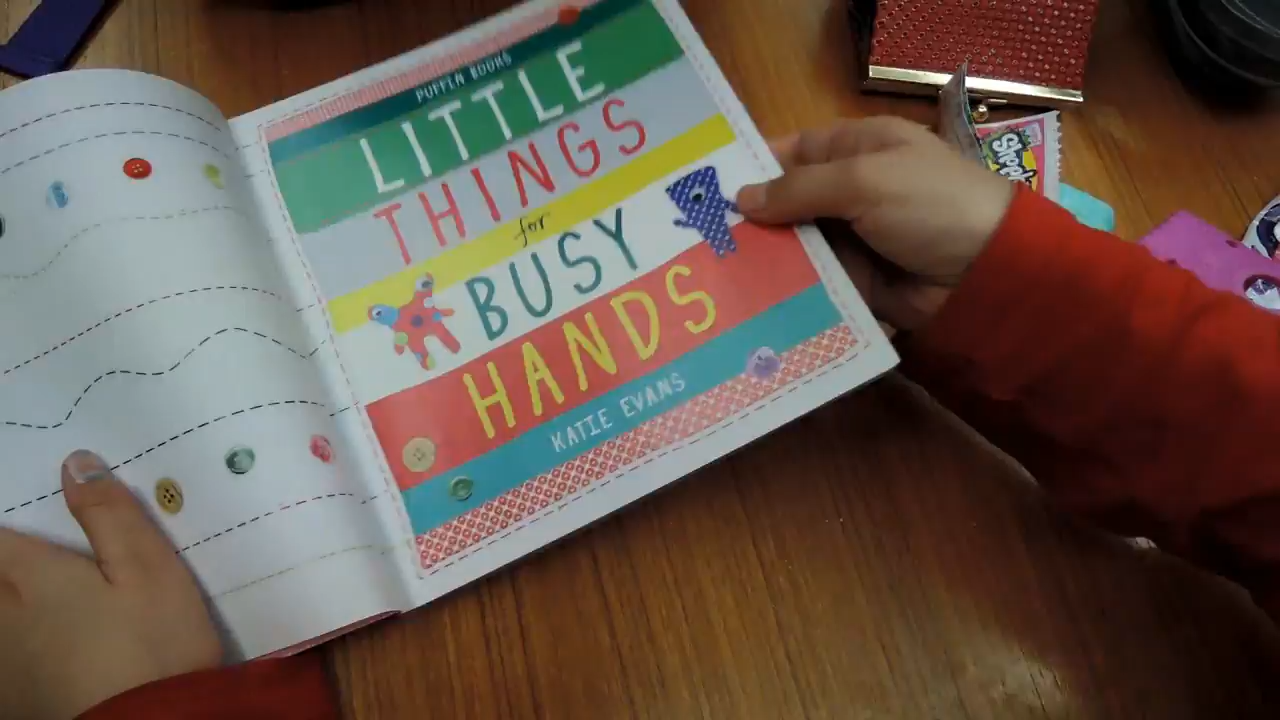 PUFFIN BOOKS
LITTLE
THINGS
for
BUSY
HANDS
KATIE EVANS